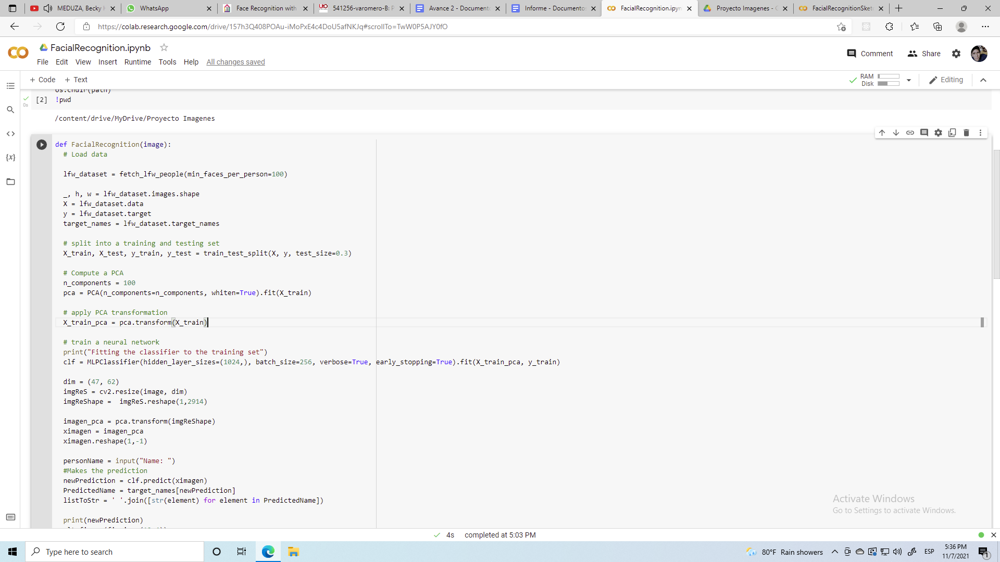 MEDUZA, Becky
WhatsApp
Face Recognition with
541256-varomero-B: P
Avance 2 - Documento
Informe - Documentos
FacialRecognition.ipyn
Proyecto Imagenes - G
FacialRecognitionSket
https://colab.research.google.com/drive/157h3Q408POAu-iMoPxE4c4DoU5afNKJq#scrollTo=TwW0P5AJY0fO
FacialRecognition.ipynb
File Edit View Insert Runtime Tools Help All changes saved
Comment Share
+ Code + Text
RAM
Disk
Editing
os.chdir(path)
[2] !pwd
0s
/content/drive/MyDrive/Proyecto Imagenes
{x}
def FacialRecognition(image):
# Load data
lfw_dataset = fetch_lfw_people(min_faces_per_person=100)
_, h, w = lfw_dataset.images.shape
X = lfw_dataset.data
y = lfw_dataset.target
target_names = lfw_dataset.target_names
# split into a training and testing set
X_train, X_test, y_train, y_test = train_test_split(X, y, test_size=0.3)
# Compute a PCA
n_components = 100
pca = PCA(n_components=n_components, whiten=True).fit(X_train)
# apply PCA transformation
X_train_pca = pca.transform(X_train)
# train a neural network
print("Fitting the classifier to the training set")
clf = MLPClassifier(hidden_layer_sizes=(1024,), batch_size=256, verbose=True, early_stopping=True).fit(X_train_pca, y_train)
dim = (47, 62)
imgReS = cv2.resize(image, dim)
imgReShape =  imgReS.reshape(1,2914)
imagen_pca = pca.transform(imgReShape)
ximagen = imagen_pca
ximagen.reshape(1,-1)
personName = input("Name: ")
#Makes the prediction
newPrediction = clf.predict(ximagen)
PredictedName = target_names[newPrediction]
listToStr = ' '.join([str(element) for element in PredictedName])
print(newPrediction)
Activate Windows
Go to Settings to activate Windows.
4s completed at 5:03 PM
Type here to search
80°F Rain showers
ESP
5:36 PM
11/7/2021
1